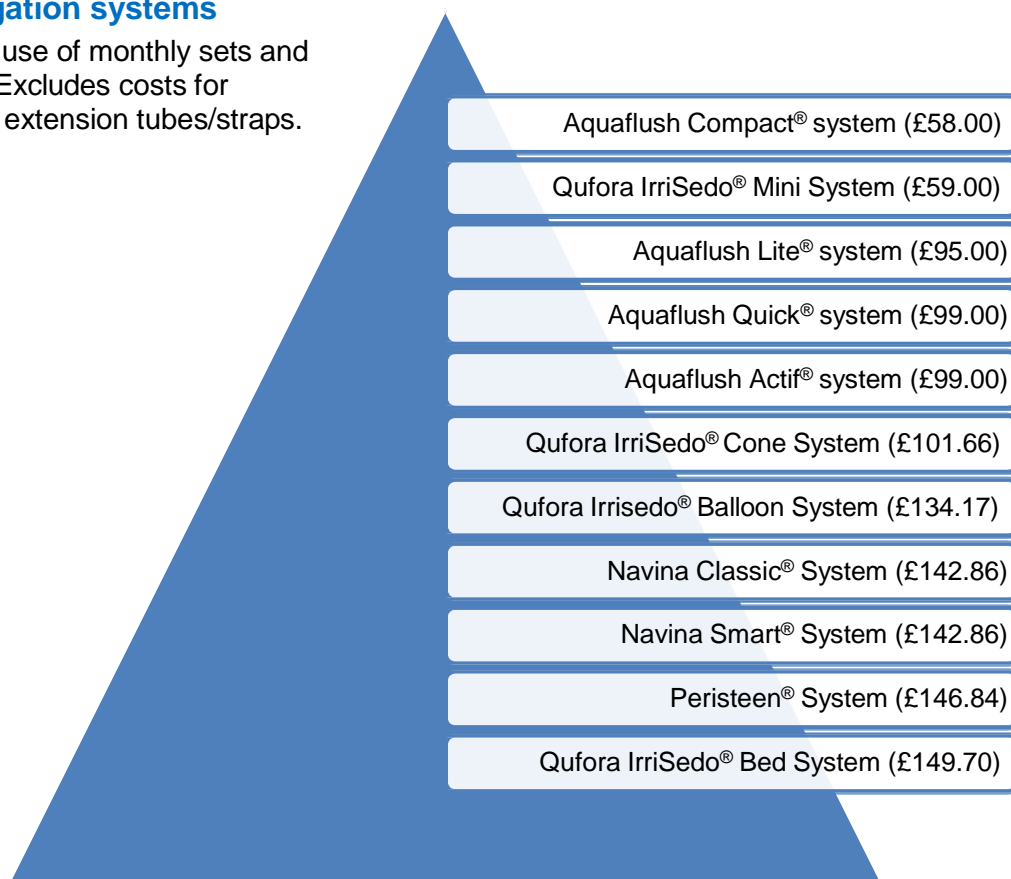 gation systems
use of monthly sets and
Excludes costs for
extension tubes/straps.
Aquaflush Compact® system (£58.00)
Qufora IrriSedo® Mini System (£59.00)
Aquaflush Lite® system (£95.00)
Aquaflush Quick® system (£99.00)
Aquaflush Actif® system (£99.00)
Qufora IrriSedo® Cone System (£101.66)
Qufora Irrisedo® Balloon System (£134.17)
Navina Classic® System (£142.86)
Navina Smart® System (£142.86)
Peristeen® System (£146.84)
Qufora IrriSedo® Bed System (£149.70)